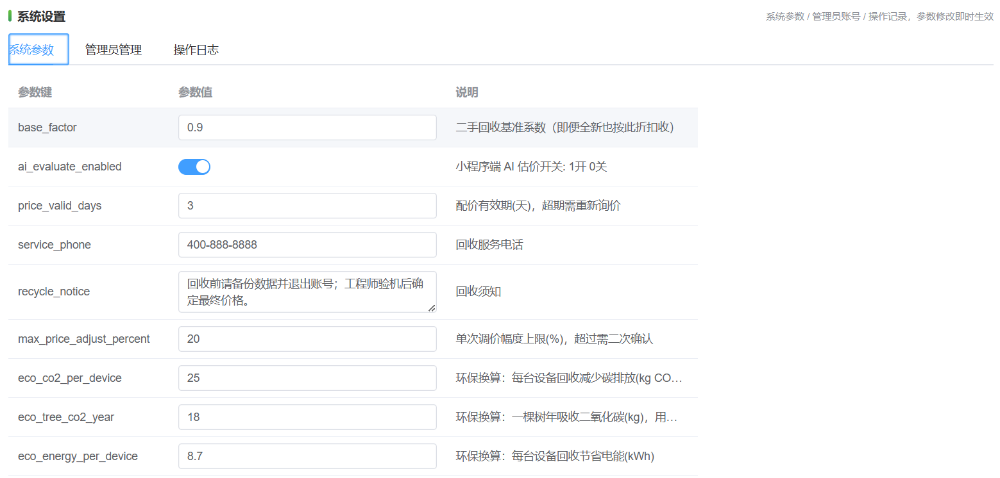 系统设置
系统参数 / 管理员账号 / 操作记录，参数修改即时生效
系统参数 管理员管理 操作日志
参数键 参数值 说明
base_factor 0.9 二手回收基准系数（即便全新也按此折扣收）
ai_evaluate_enabled 小程序端 AI 估价开关: 1开 0关
price_valid_days 3 配价有效期(天)，超期需重新询价
service_phone 400-888-8888 回收服务电话
recycle_notice 回收前请备份数据并退出账号；工程师验机后确
定最终价格。 回收须知
max_price_adjust_percent 20 单次调价幅度上限(%)，超过需二次确认
eco_co2_per_device 25 环保换算：每台设备回收减少碳排放(kg CO…
eco_tree_co2_year 18 环保换算：一棵树年吸收二氧化碳(kg)，用…
eco_energy_per_device 8.7 环保换算：每台设备回收节省电能(kWh)